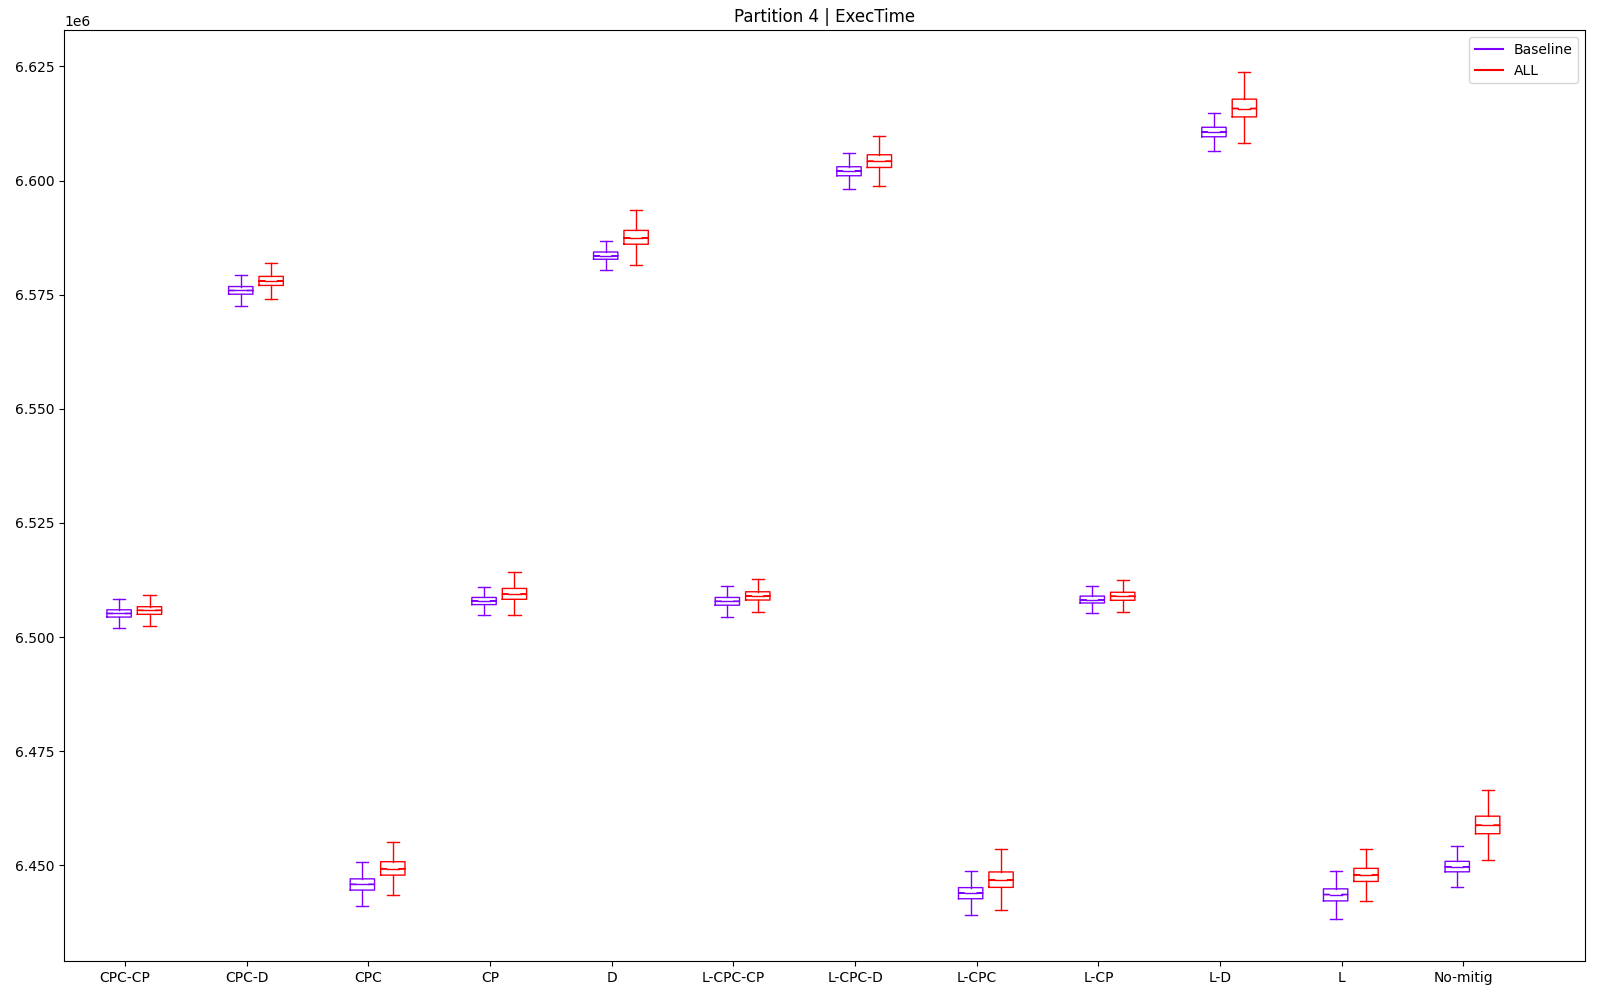 Partition 4 | ExecTime
1e6
Baseline
ALL
6.625
6.600
6.575
6.550
6.525
6.500
6.475
6.450
CPC-CP CPC-D CPC CP D L-CPC-CP L-CPC-D L-CPC L-CP L-D L No-mitig